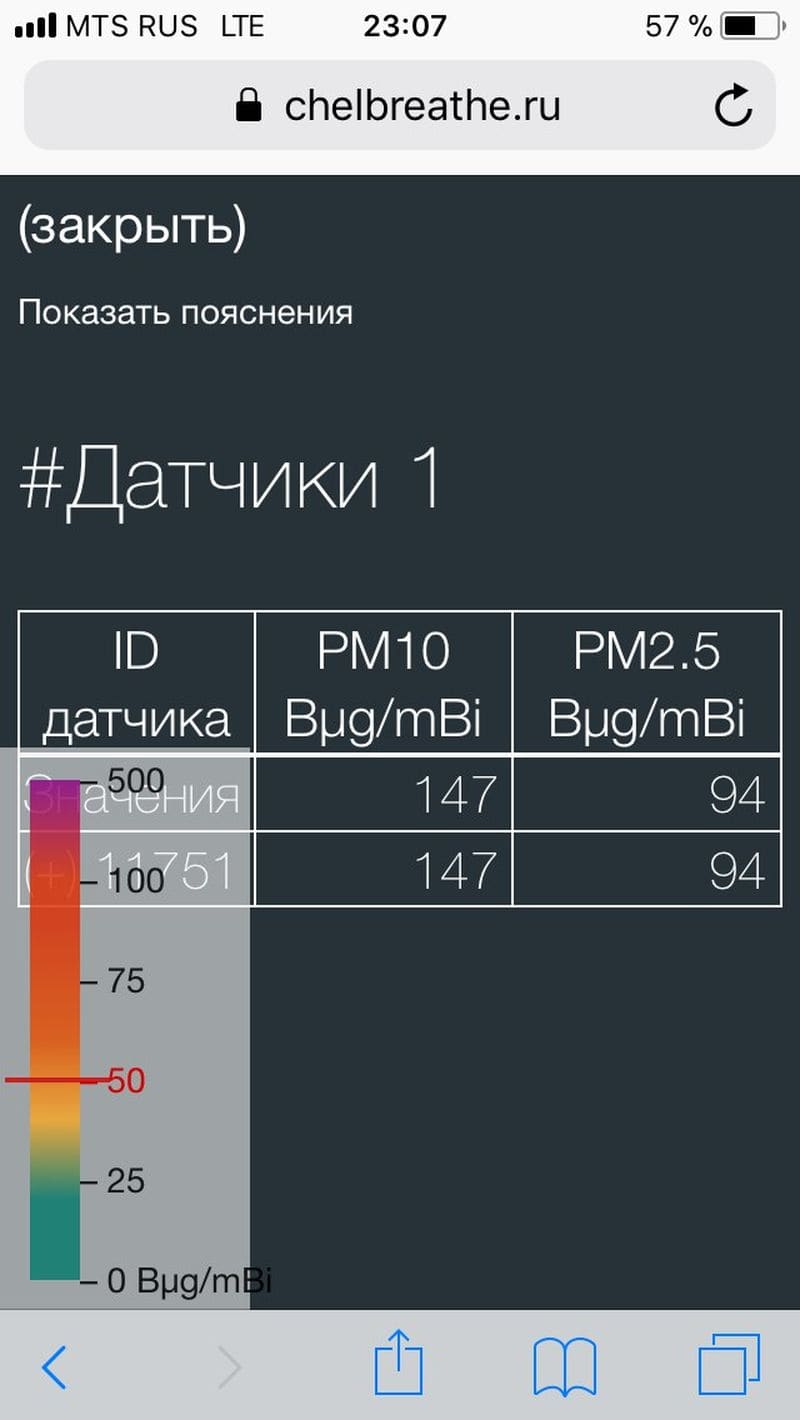 MTS RUS LTE 23:07 57 %
chelbreathe.ru
(закрыть)
Показать пояснения
#Датчики 1
ID датчика PM10 Bµg/mBi PM2.5 Bµg/mBi
Значения 147 94
(+) 11751 147 94
500
100
75
50
25
0 Bµg/mBi